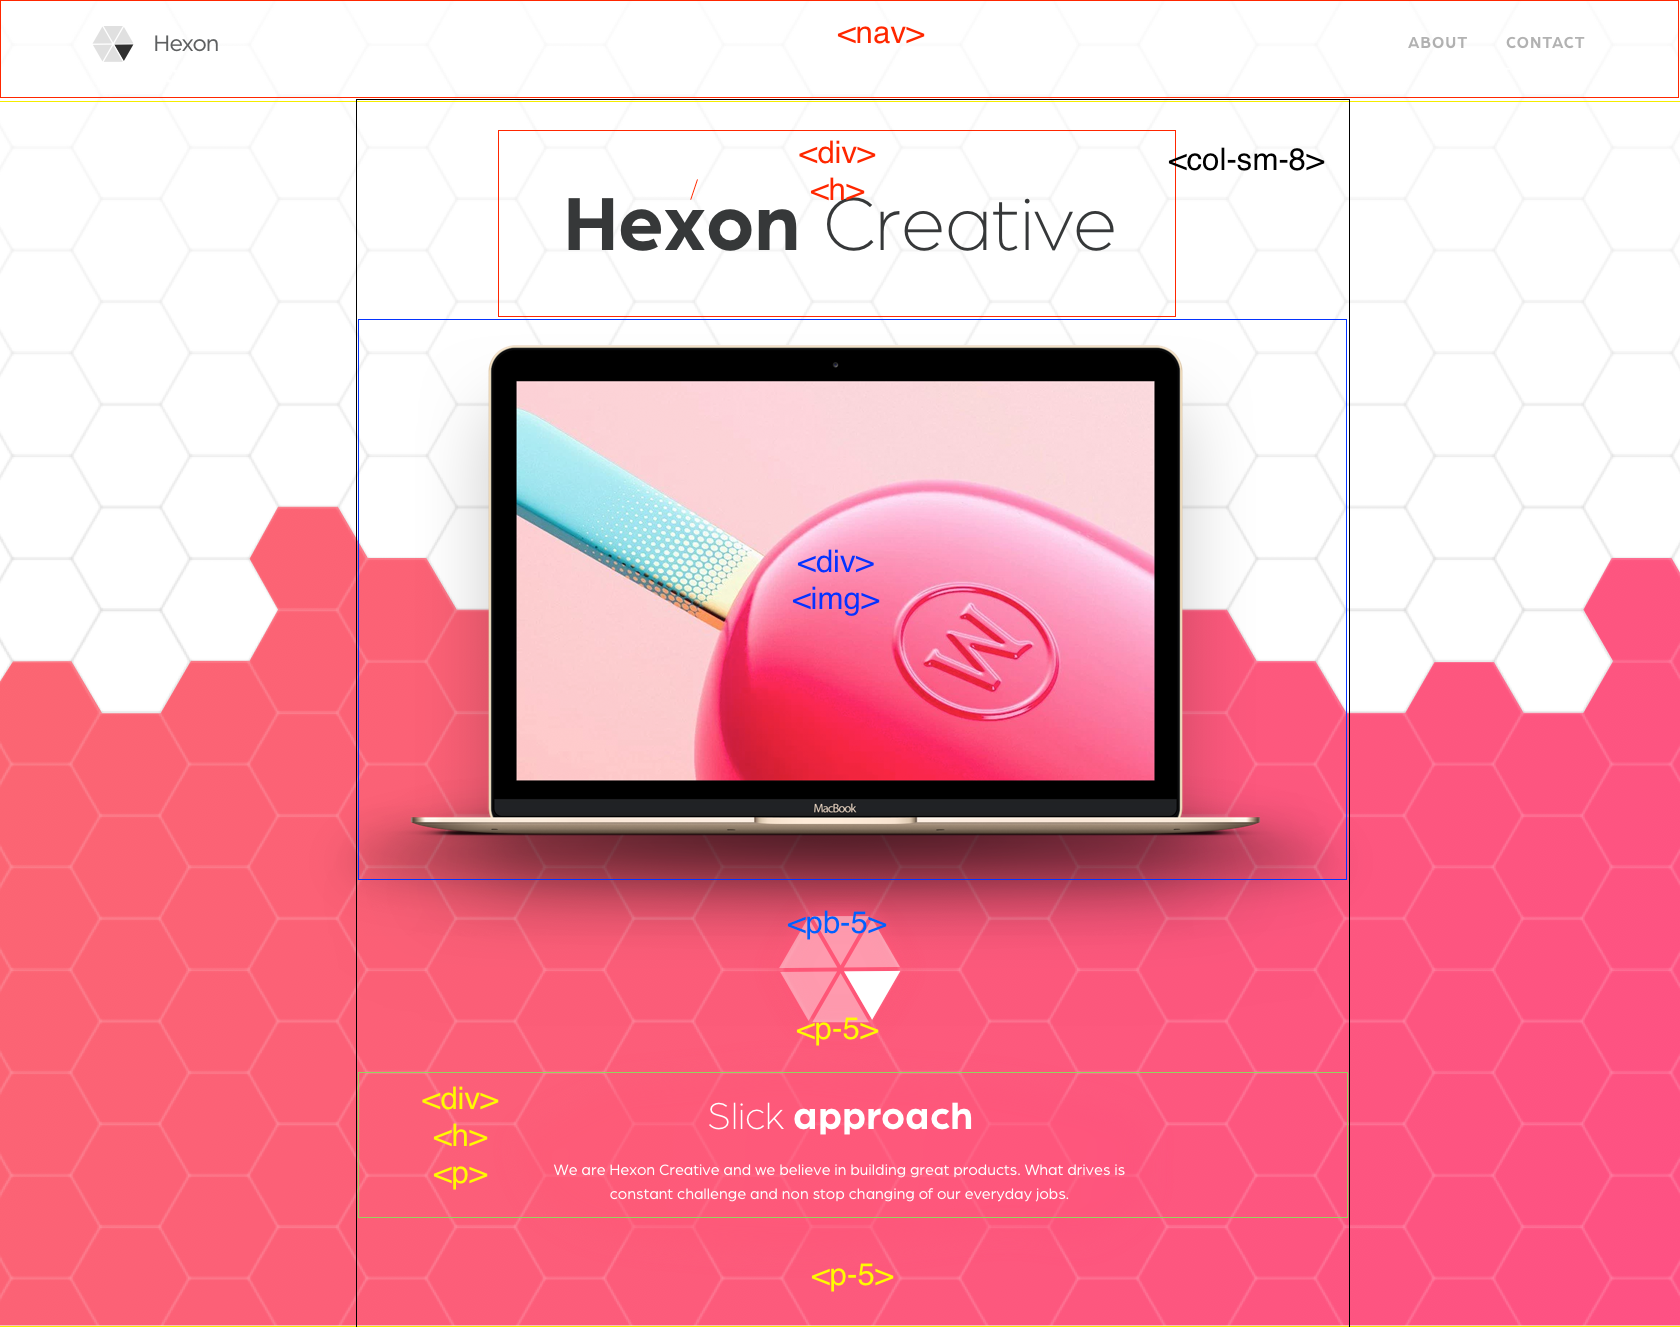 Hexon
<nav>
ABOUT CONTACT
<div>
<col-sm-8>
<h>
Hexon Creative
W
<div>
<img>
MacBook
<pb-5>
<p-5>
<div>
<h>
<p>
Slick approach
We are Hexon Creative and we believe in building great products. What drives is
constant challenge and non stop changing of our everyday jobs.
<p-5>